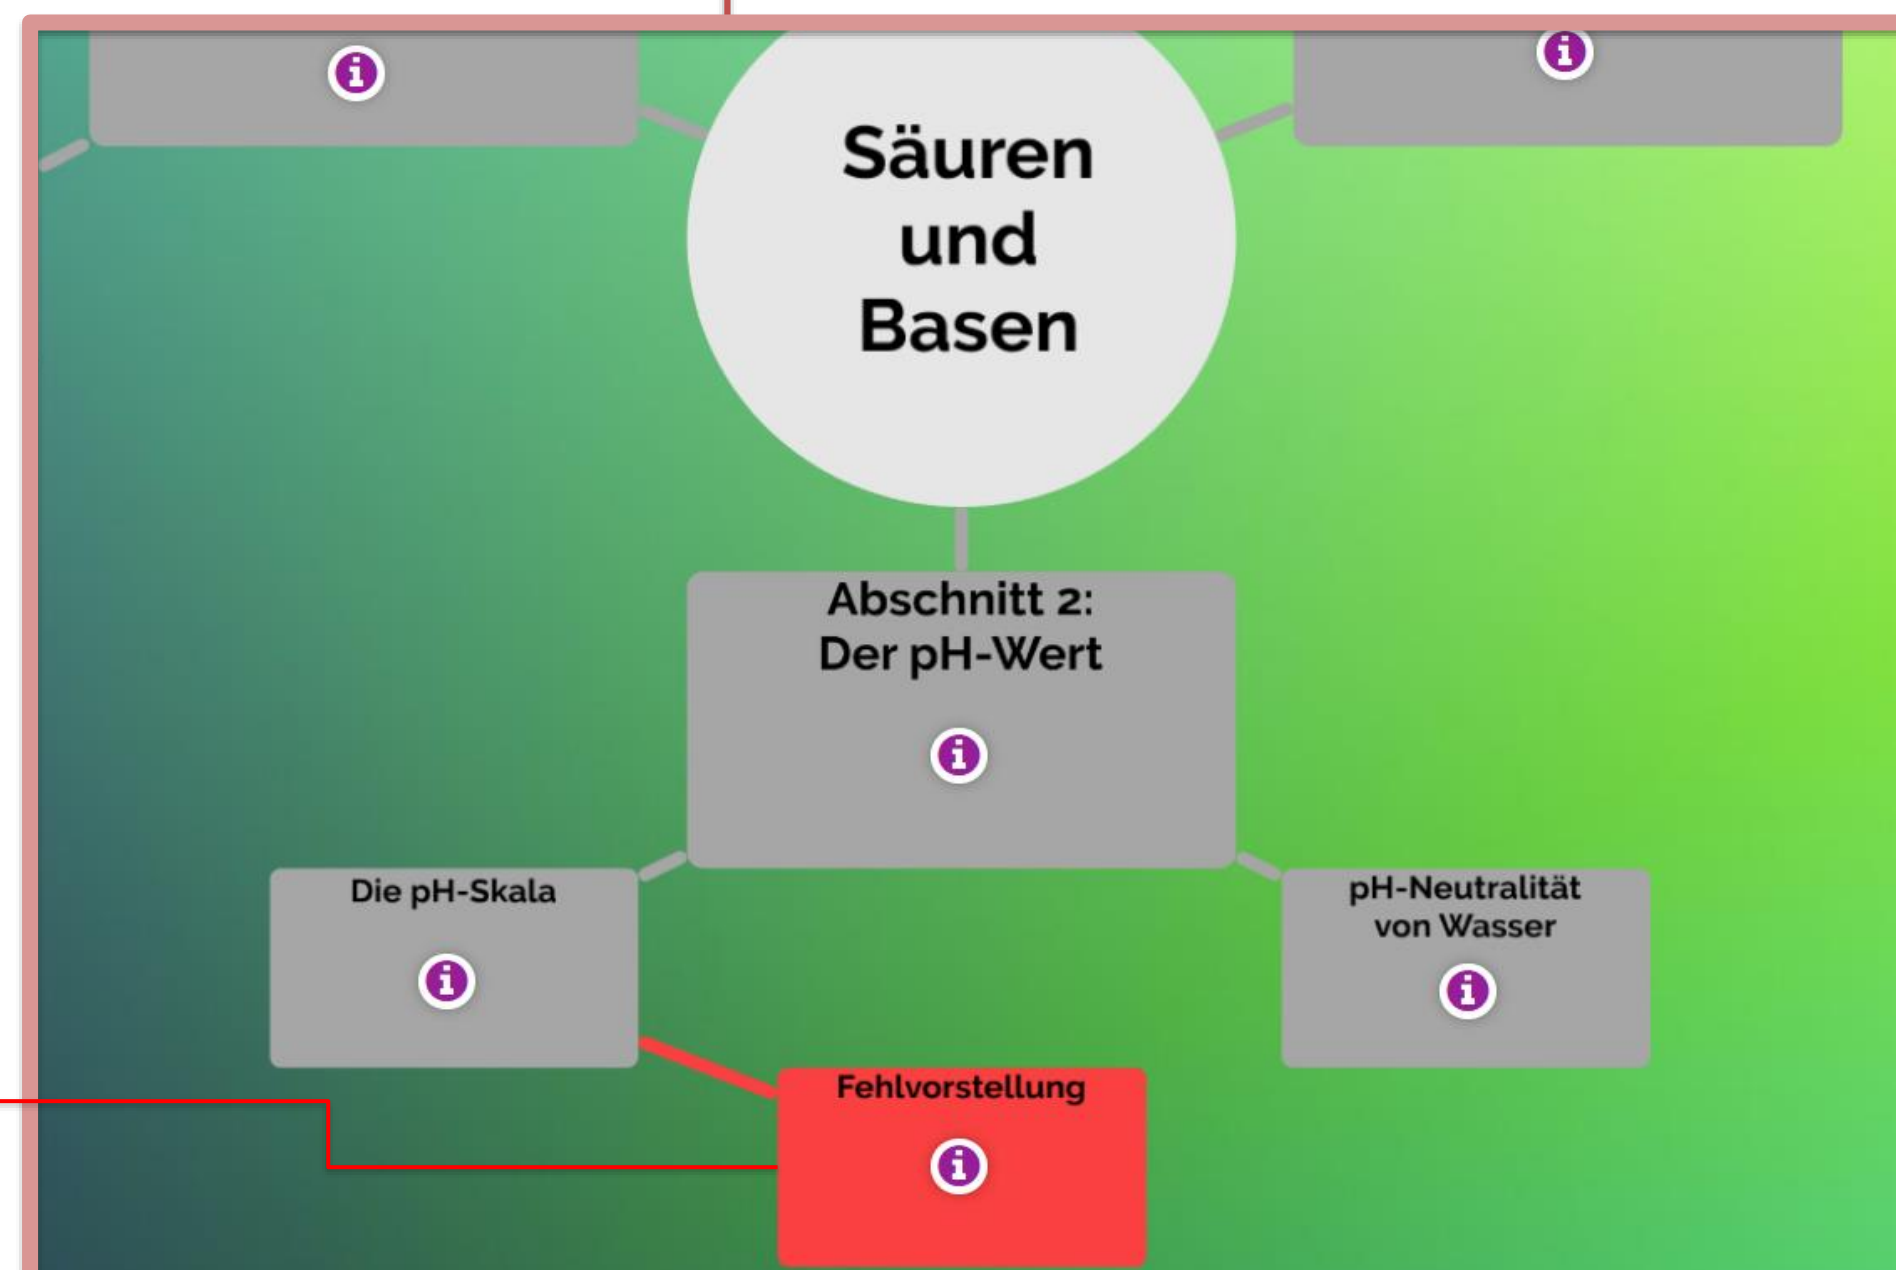 Säuren
und
Basen
Abschnitt 2:
Der pH-Wert
Die pH-Skala
pH-Neutralität
von Wasser
Fehlvorstellung